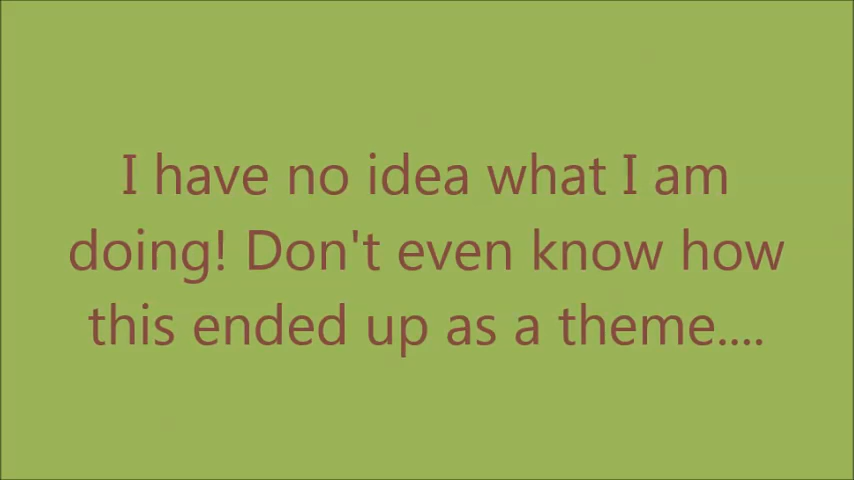 I have no idea what I am
doing! Don't even know how
this ended up as a theme....